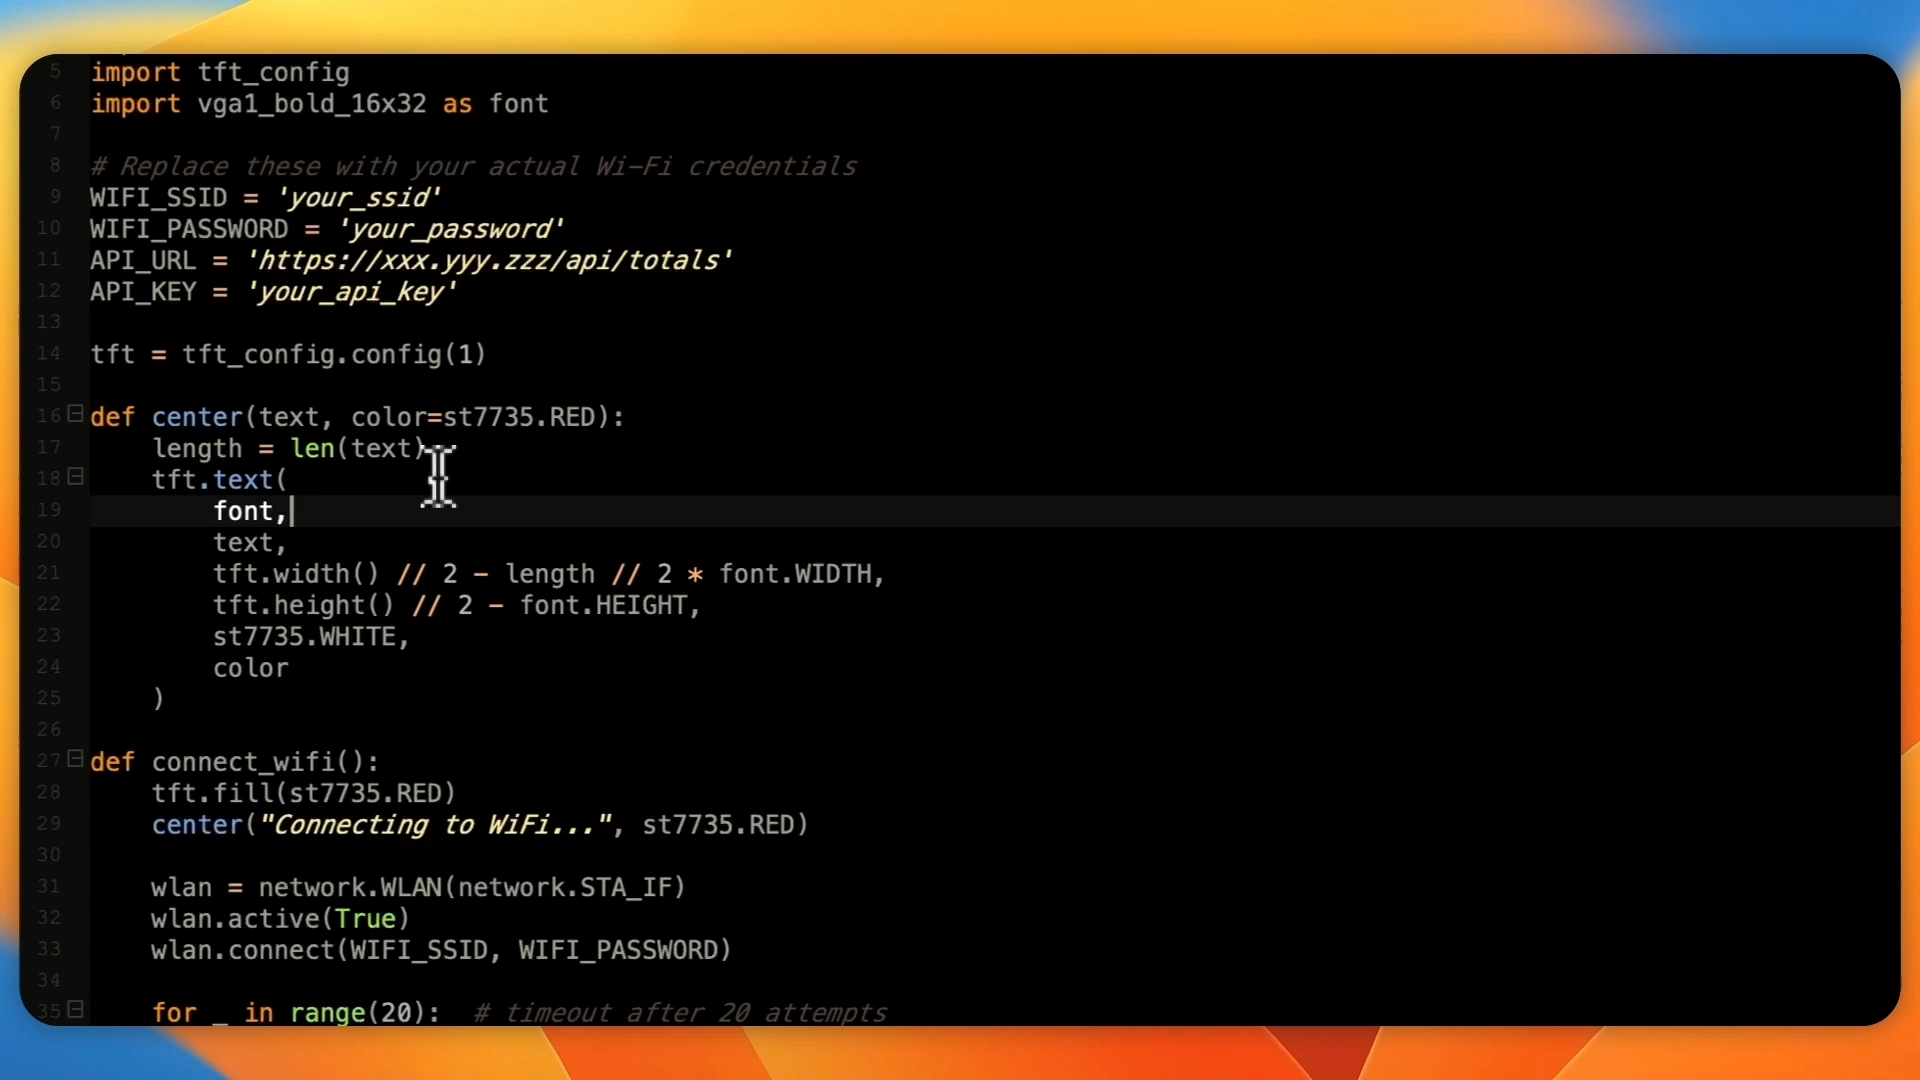 5 import tft_config
6 import vga1_bold_16x32 as font
7
8 # Replace these with your actual Wi-Fi credentials
9 WIFI_SSID = 'your_ssid'
10 WIFI_PASSWORD = 'your_password'
11 API_URL = 'https://xxx.yyy.zzz/api/totals'
12 API_KEY = 'your_api_key'
13
14 tft = tft_config.config(1)
15
16 def center(text, color=st7735.RED):
17     length = len(text)
18     tft.text(
19         font,
20         text,
21         tft.width() // 2 - length // 2 * font.WIDTH,
22         tft.height() // 2 - font.HEIGHT,
23         st7735.WHITE,
24         color
25     )
26
27 def connect_wifi():
28     tft.fill(st7735.RED)
29     center("Connecting to WiFi...", st7735.RED)
30
31     wlan = network.WLAN(network.STA_IF)
32     wlan.active(True)
33     wlan.connect(WIFI_SSID, WIFI_PASSWORD)
34
35     for _ in range(20):  # timeout after 20 attempts